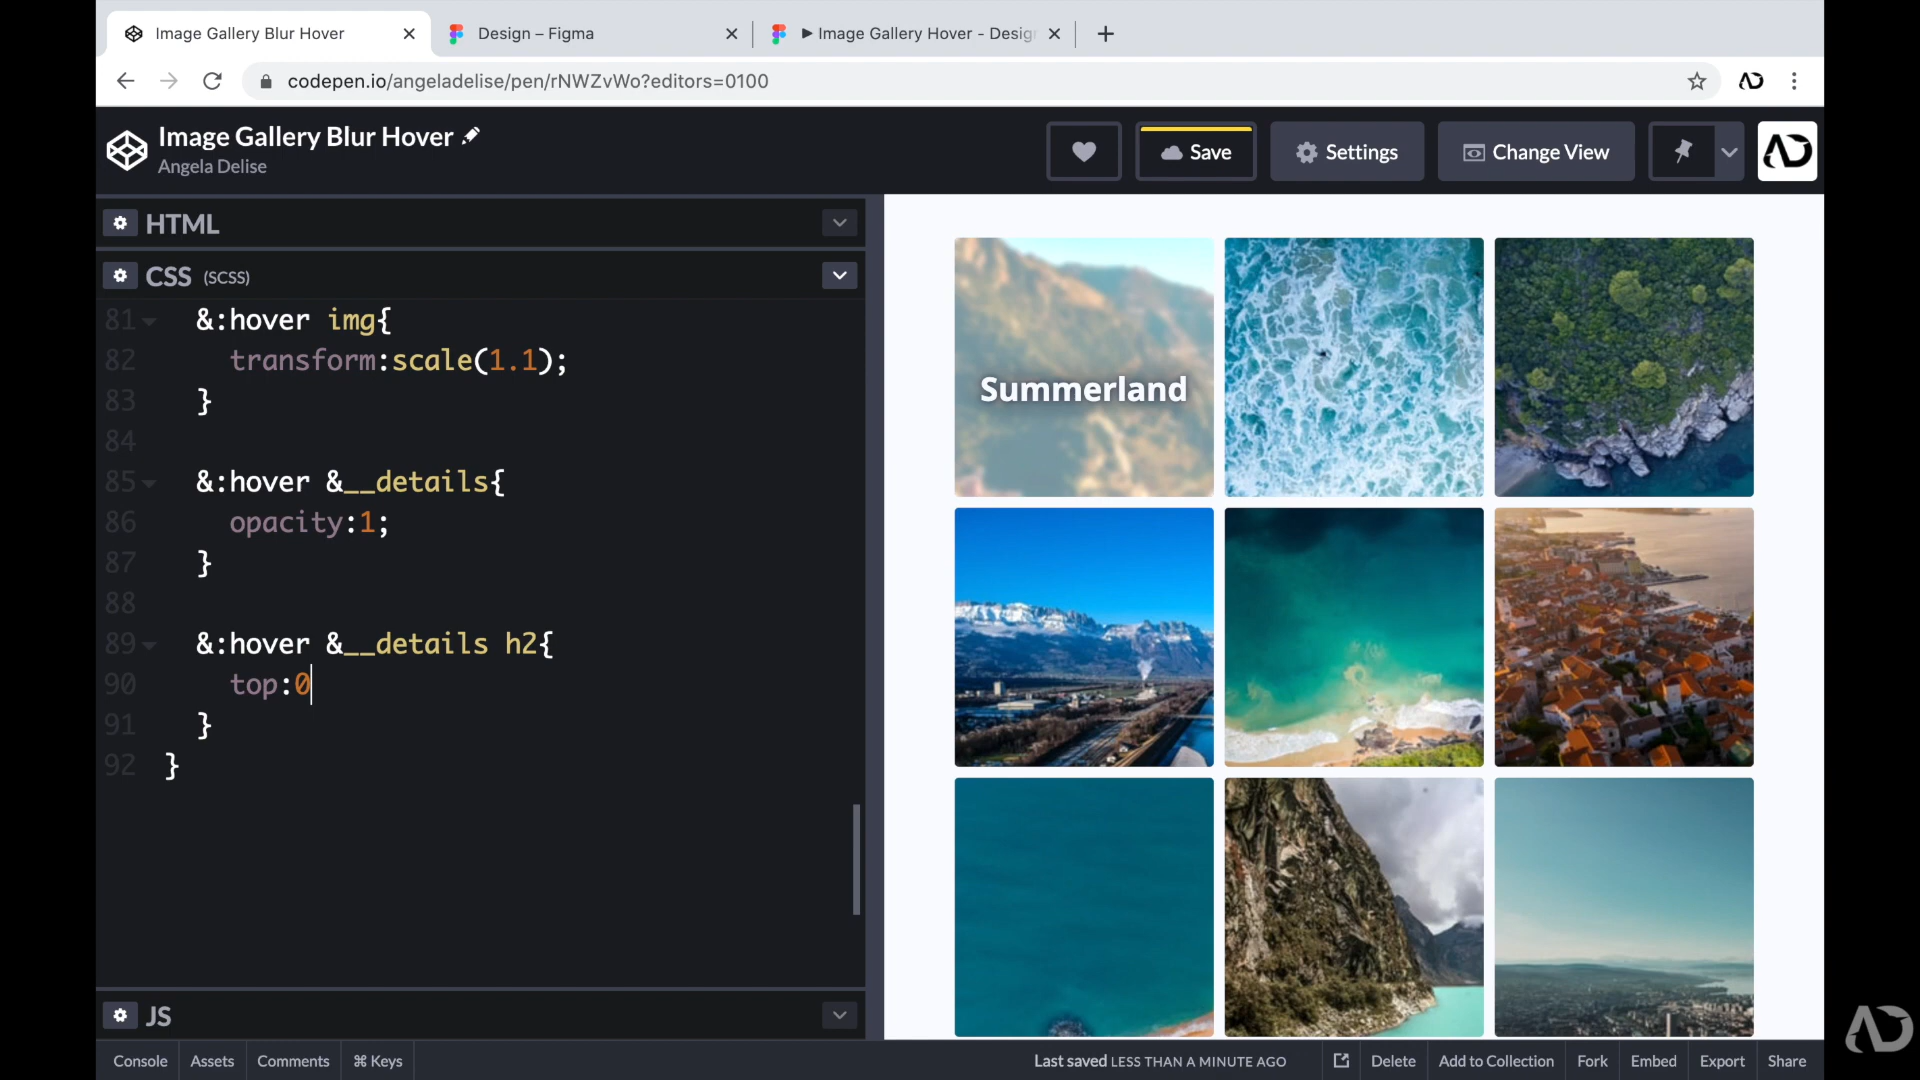 Image Gallery Blur Hover
Design – Figma
▶ Image Gallery Hover - Desig
codepen.io/angeladelise/pen/rNWZvWo?editors=0100
Image Gallery Blur Hover
Angela Delise
Save
Settings
Change View
HTML
CSS (SCSS)
81 &:hover img{
82 transform:scale(1.1);
83 }
84
85 &:hover &__details{
86 opacity:1;
87 }
88
89 &:hover &__details h2{
90 top:0
91 }
92 }
Summerland
JS
Console
Assets
Comments
⌘ Keys
Last saved LESS THAN A MINUTE AGO
Delete
Add to Collection
Fork
Embed
Export
Share